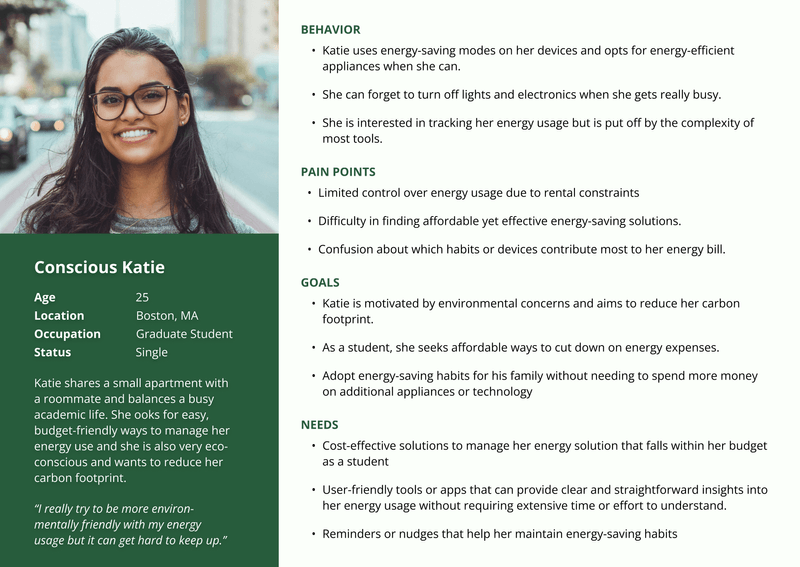 Conscious Katie
Age 25
Location Boston, MA
Occupation Graduate Student
Status Single
Katie shares a small apartment with
a roommate and balances a busy
academic life. She ooks for easy,
budget-friendly ways to manage her
energy use and she is also very eco-
conscious and wants to reduce her
carbon footprint.
“I really try to be more environ-
mentally friendly with my energy
usage but it can get hard to keep up.”
BEHAVIOR
• Katie uses energy-saving modes on her devices and opts for energy-efficient
appliances when she can.
• She can forget to turn off lights and electronics when she gets really busy.
• She is interested in tracking her energy usage but is put off by the complexity of
most tools.
PAIN POINTS
• Limited control over energy usage due to rental constraints
• Difficulty in finding affordable yet effective energy-saving solutions.
• Confusion about which habits or devices contribute most to her energy bill.
GOALS
• Katie is motivated by environmental concerns and aims to reduce her carbon
footprint.
• As a student, she seeks affordable ways to cut down on energy expenses.
• Adopt energy-saving habits for his family without needing to spend more money
on additional appliances or technology
NEEDS
• Cost-effective solutions to manage her energy solution that falls within her budget
as a student
• User-friendly tools or apps that can provide clear and straightforward insights into
her energy usage without requiring extensive time or effort to understand.
• Reminders or nudges that help her maintain energy-saving habits